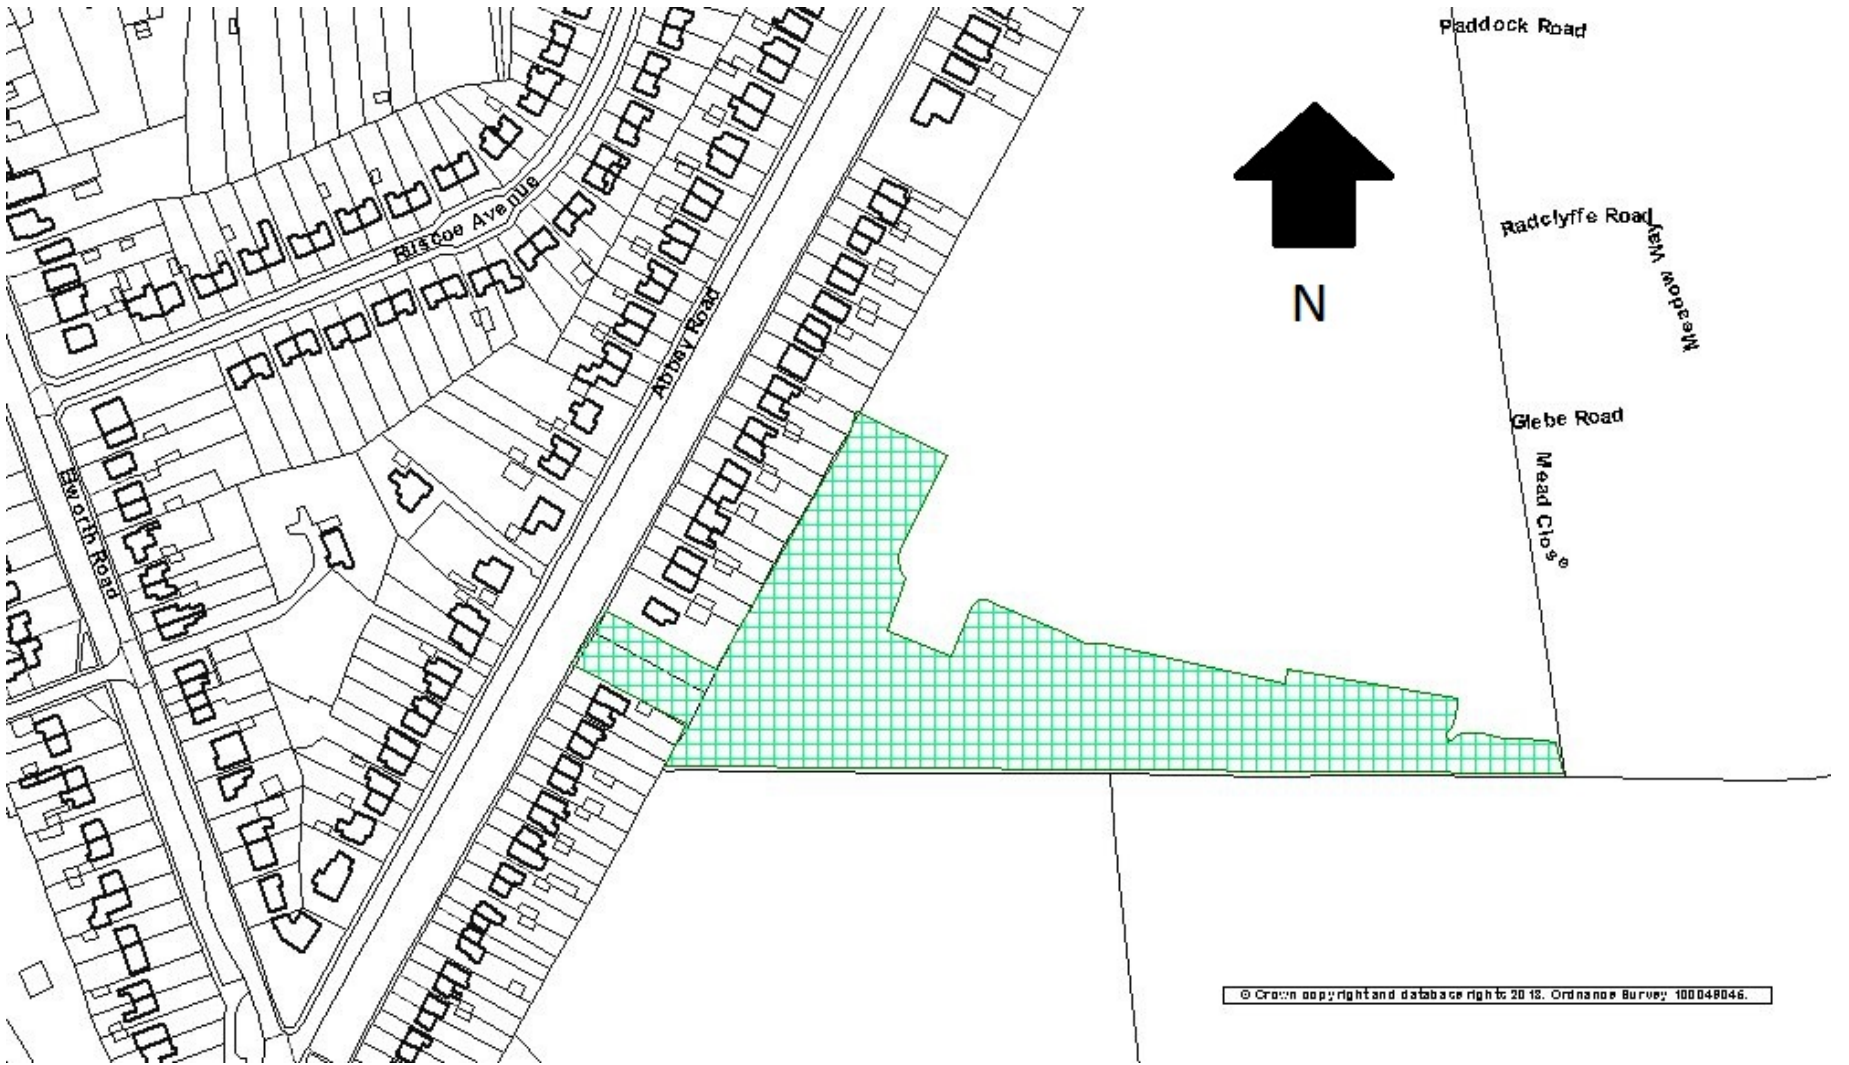 Paddock Road
Radclyffe Road
Meadow Way
Riscoe Avenue
Abbey Road
N
Glebe Road
Mead Close
Elworth Road
© Crown copyright and database rights 2018. Ordnance Survey 100049046.